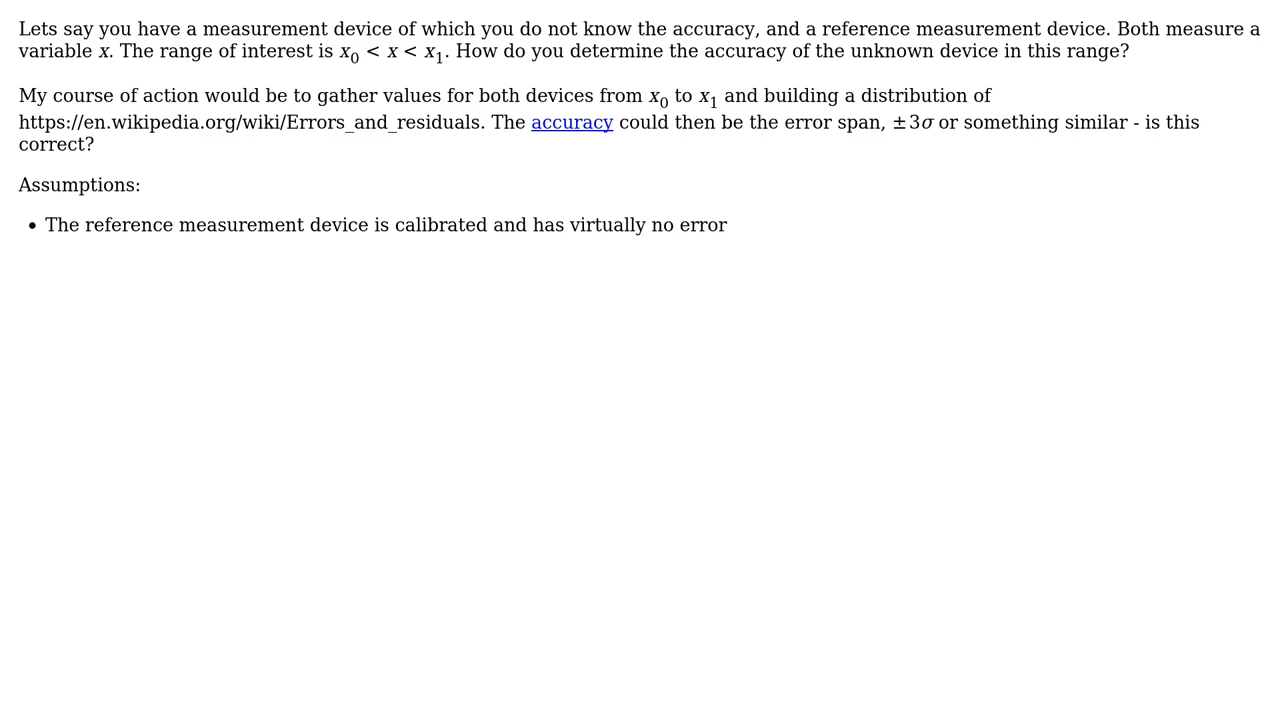 Lets say you have a measurement device of which you do not know the accuracy, and a reference measurement device. Both measure a
variable x. The range of interest is x₀ < x < x₁. How do you determine the accuracy of the unknown device in this range?
My course of action would be to gather values for both devices from x₀ to x₁ and building a distribution of
https://en.wikipedia.org/wiki/Errors_and_residuals. The accuracy could then be the error span, ±3σ or something similar - is this
correct?
Assumptions:
• The reference measurement device is calibrated and has virtually no error